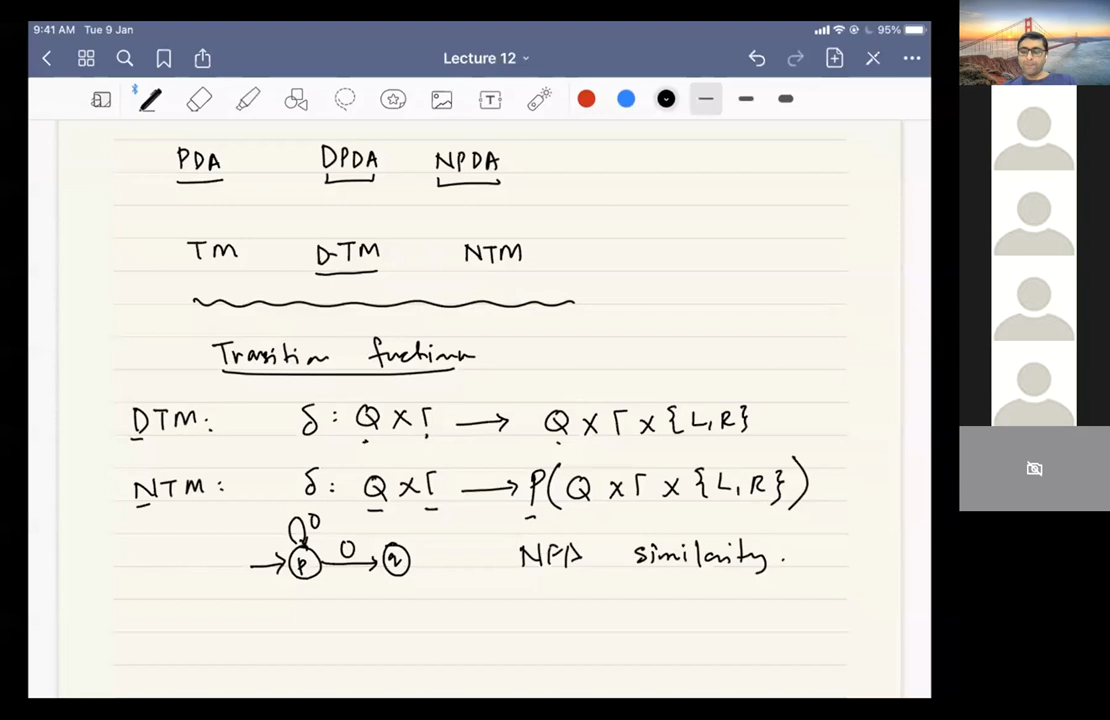 9:41 AM Tue 9 Jan 95%
Lecture 12
PDA DPDA NPDA
TM DTM NTM
Transition fuctionn
DTM: δ: Q × Γ → Q × Γ × {L, R}
NTM: δ: Q × Γ → P(Q × Γ × {L, R})
0 0
p q NFA similarity.